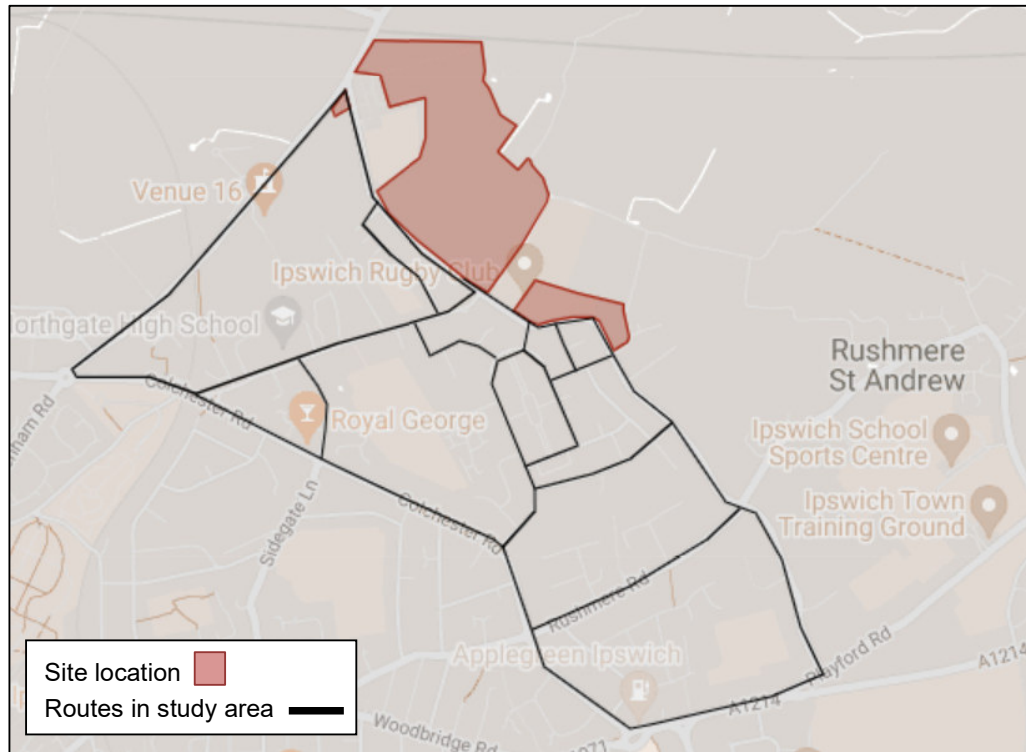 Venue 16
Ipswich Rugby Club
orthgate High School
Rushmere
St Andrew
Colchester Rd
Royal George
Ipswich School
Sports Centre
Ipswich Town
Training Ground
Colchester Rd
Sidegate Ln
Rushmere Rd
Applegreen Ipswich
Playford Rd
A1214
A1214
Woodbridge Rd
Site location
Routes in study area